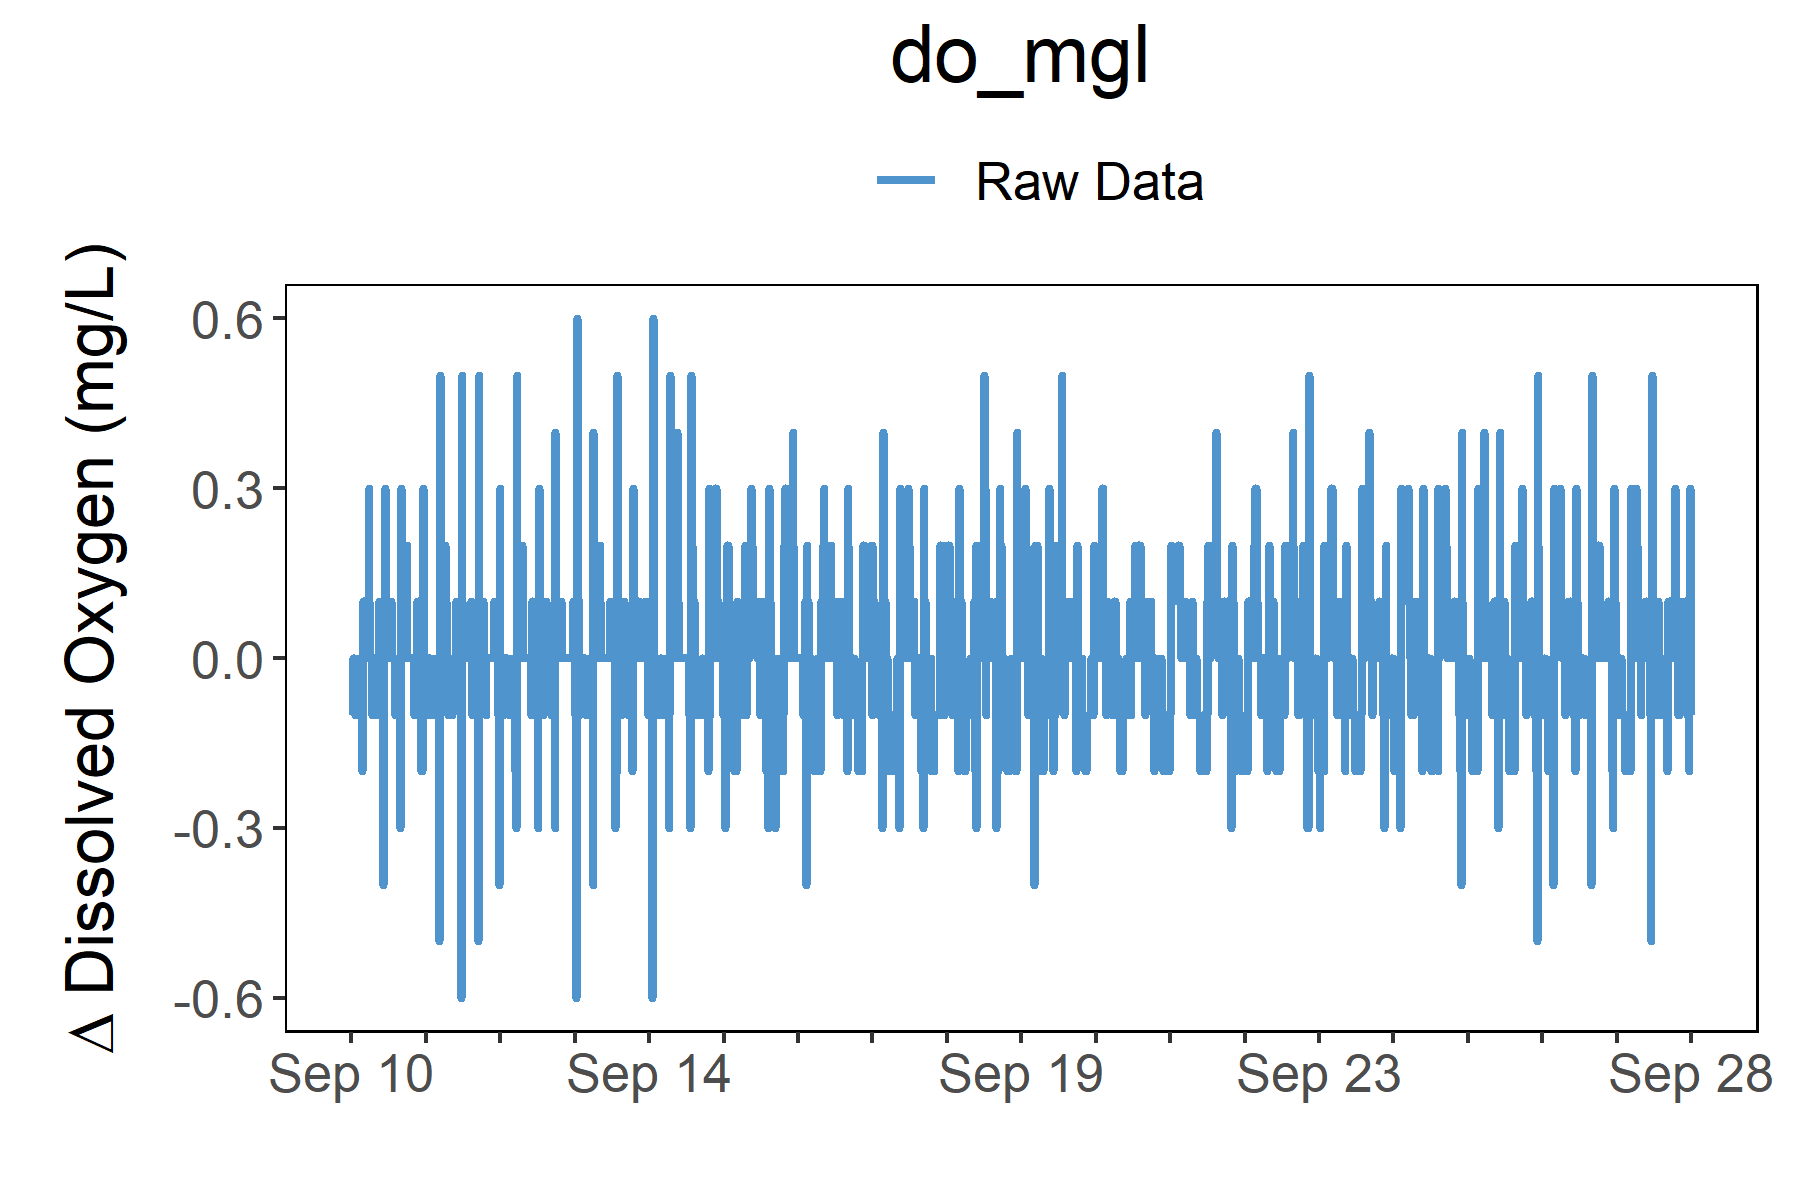 do_mgl
Raw Data
Δ Dissolved Oxygen (mg/L)
0.6
0.3
0.0
-0.3
-0.6
Sep 10 Sep 14 Sep 19 Sep 23 Sep 28